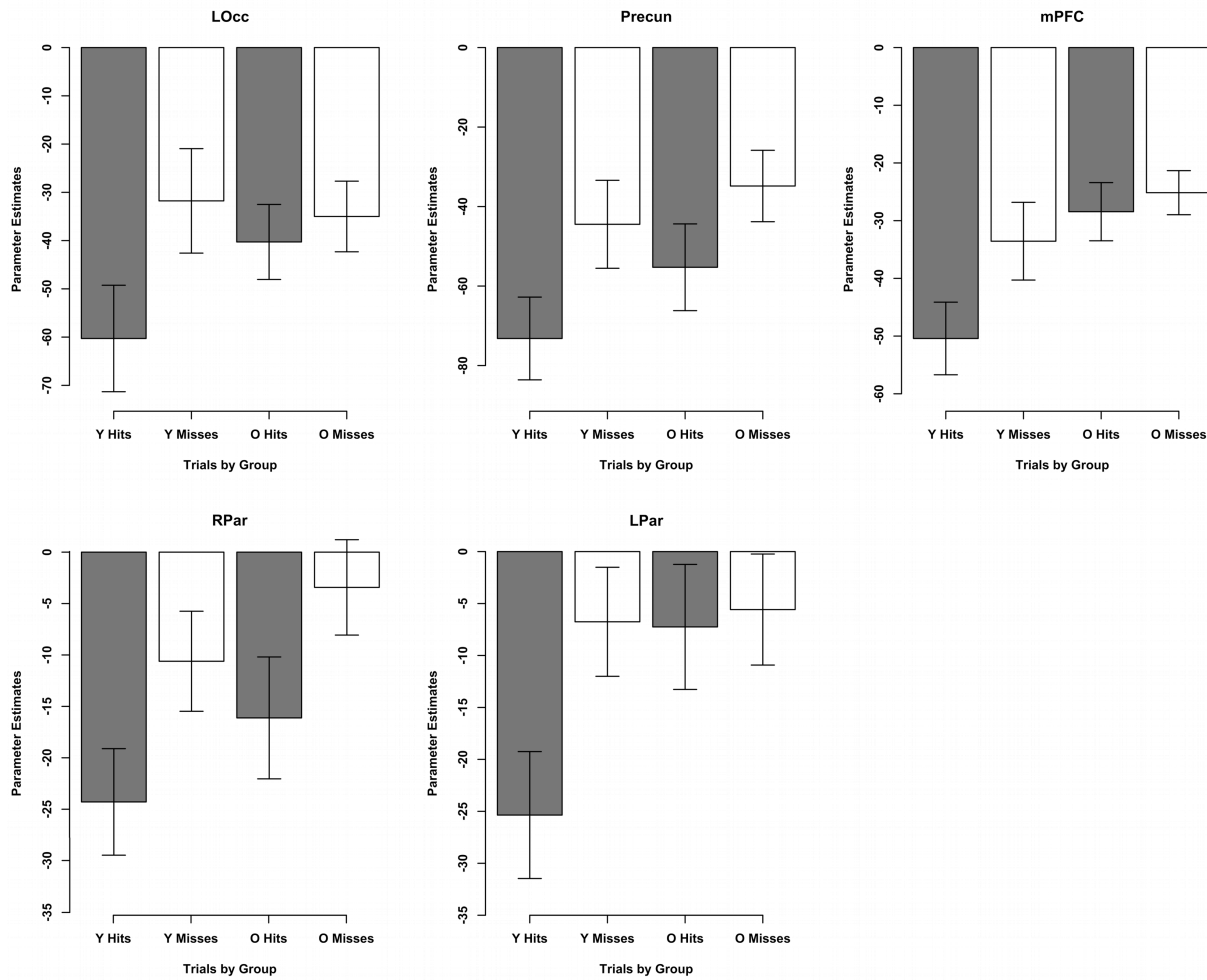 LOcc
Parameter Estimates
0
-10
-20
-30
-40
-50
-60
-70
Y Hits Y Misses O Hits O Misses
Trials by Group
Precun
Parameter Estimates
0
-20
-40
-60
-80
Y Hits Y Misses O Hits O Misses
Trials by Group
mPFC
Parameter Estimates
0
-10
-20
-30
-40
-50
-60
Y Hits Y Misses O Hits O Misses
Trials by Group
RPar
Parameter Estimates
0
-5
-10
-15
-20
-25
-30
-35
Y Hits Y Misses O Hits O Misses
Trials by Group
LPar
Parameter Estimates
0
-5
-10
-15
-20
-25
-30
-35
Y Hits Y Misses O Hits O Misses
Trials by Group